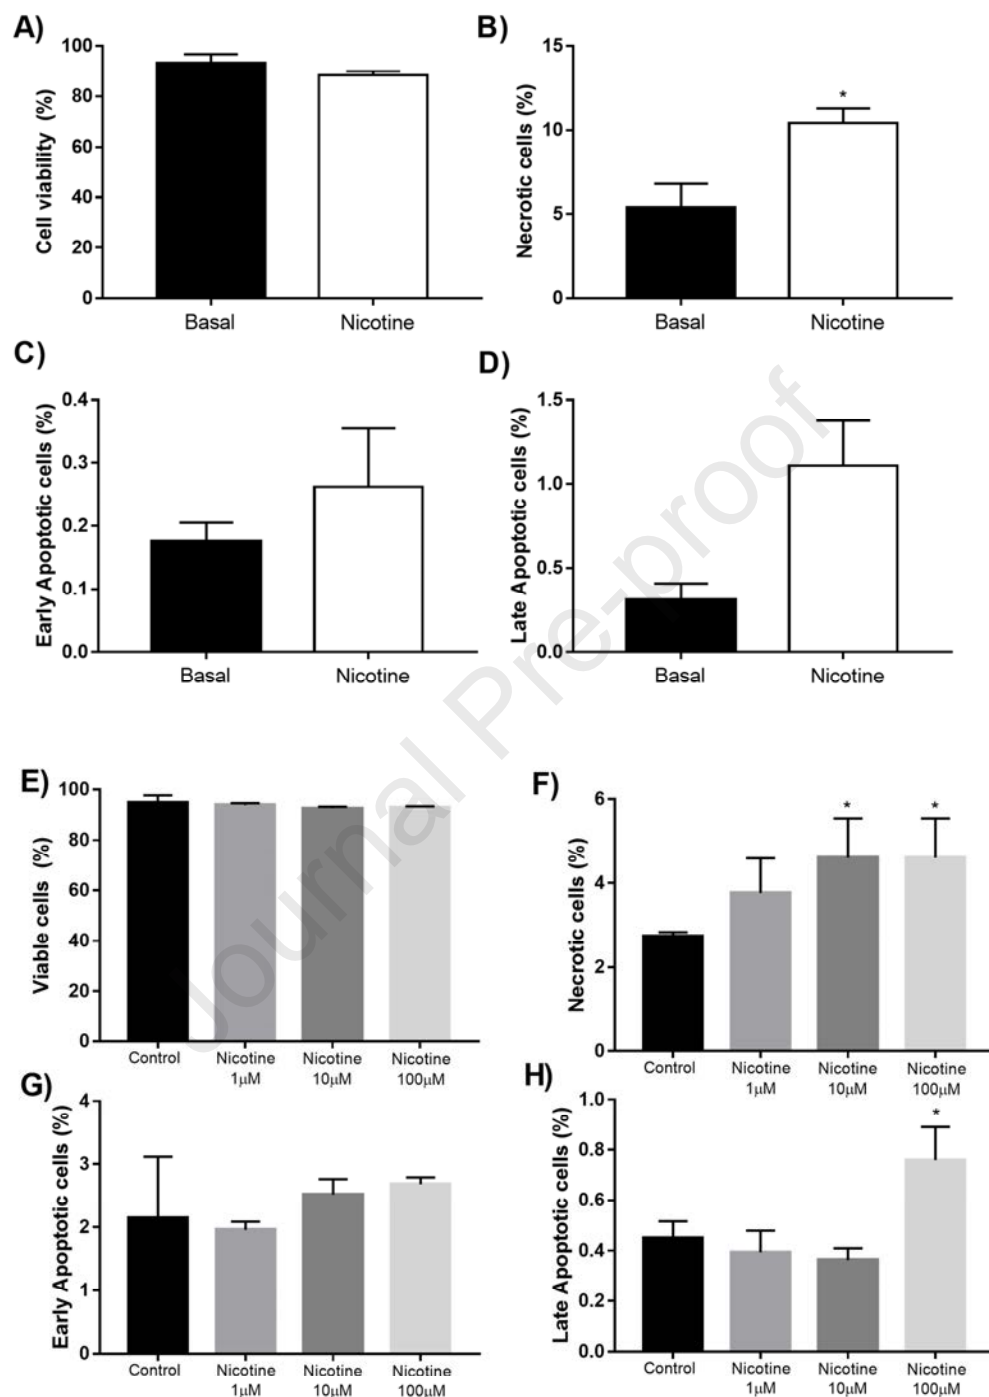 A)
Cell viability (%)
100
80
60
40
20
0
Basal
Nicotine
B)
Necrotic cells (%)
15
10
5
0
*
Basal
Nicotine
C)
Early Apoptotic cells (%)
0.4
0.3
0.2
0.1
0.0
Basal
Nicotine
D)
Late Apoptotic cells (%)
1.5
1.0
0.5
0.0
Basal
Nicotine
E)
Viable cells (%)
100
80
60
40
20
0
Control
Nicotine
1μM
Nicotine
10μM
Nicotine
100μM
F)
Necrotic cells (%)
6
4
2
0
*
*
Control
Nicotine
1μM
Nicotine
10μM
Nicotine
100μM
G)
Early Apoptotic cells (%)
4
3
2
1
0
Control
Nicotine
1μM
Nicotine
10μM
Nicotine
100μM
H)
Late Apoptotic cells (%)
1.0
0.8
0.6
0.4
0.2
0.0
*
Control
Nicotine
1μM
Nicotine
10μM
Nicotine
100μM
Journal Pre-proof